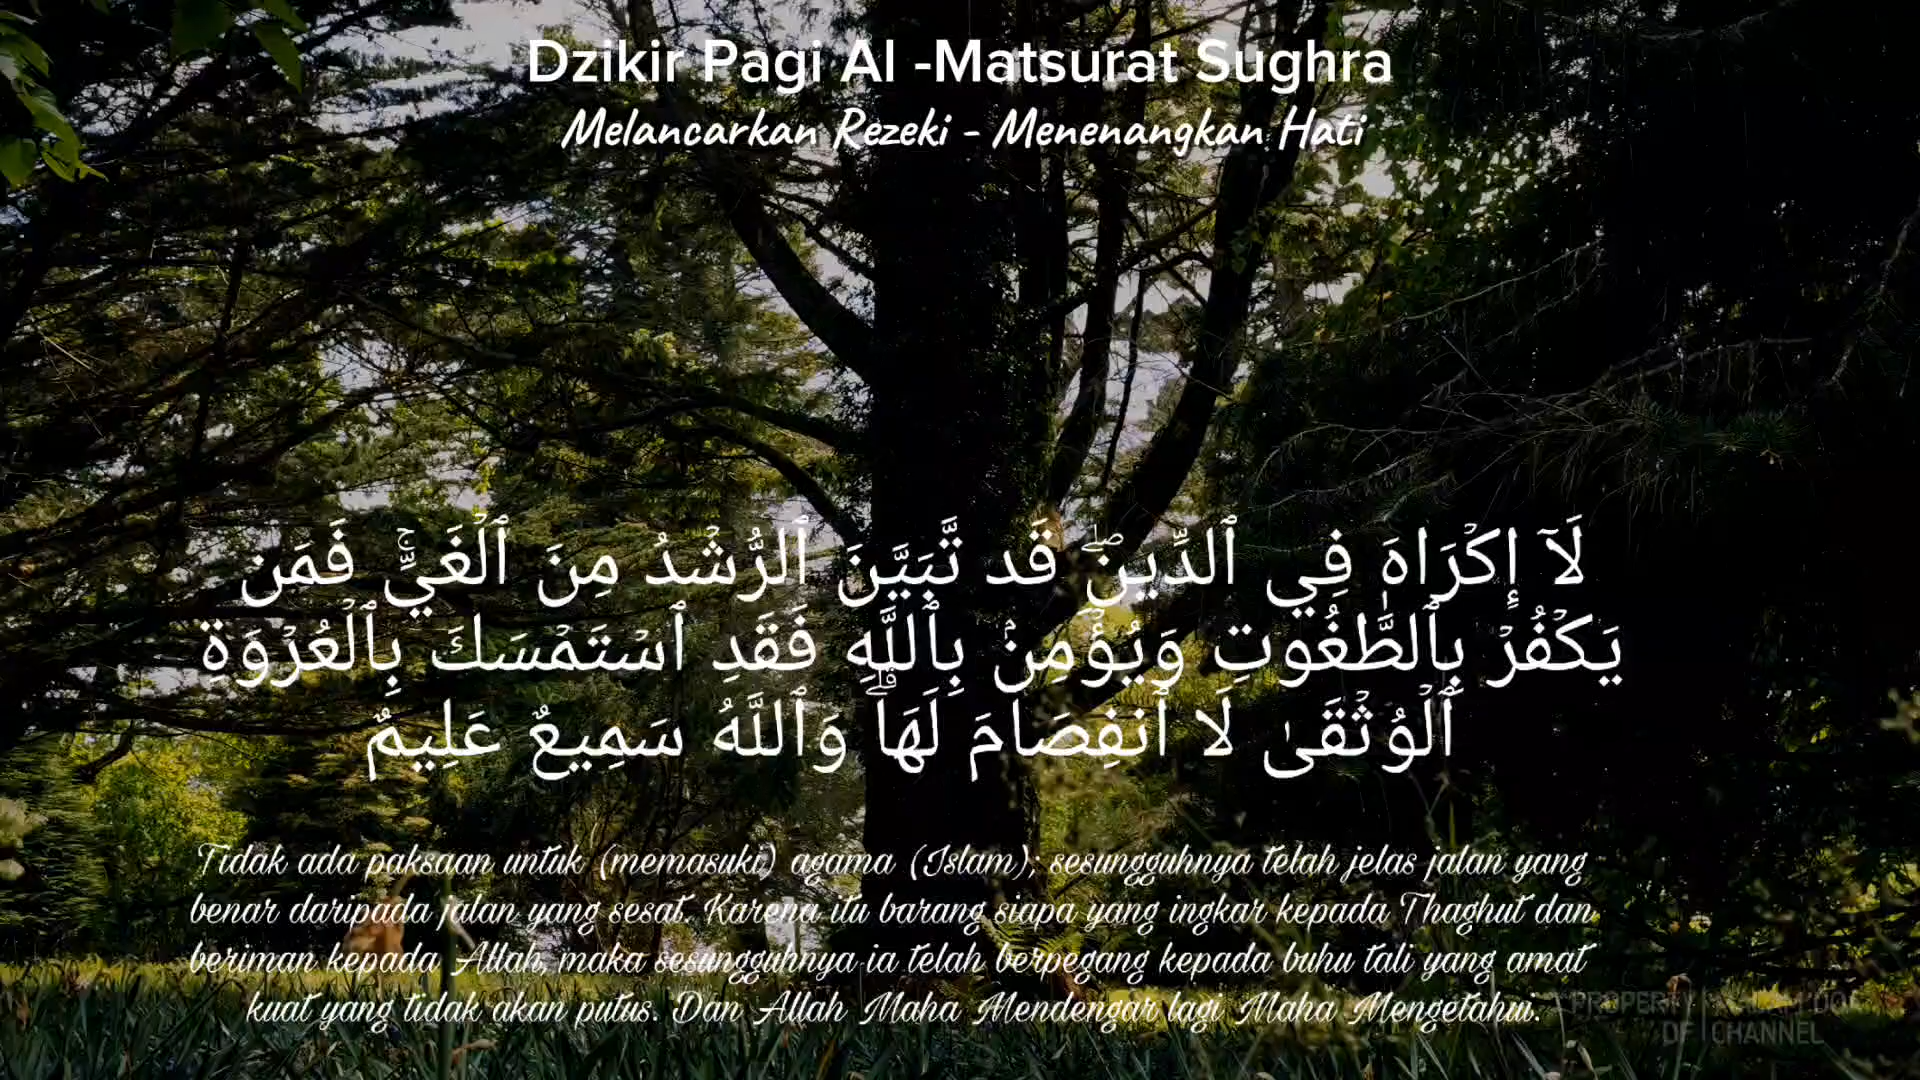 Dzikir Pagi Al -Matsurat Sughra
Melancarkan Rezeki - Menenangkan Hati
لَآ إِكْرَاهَ فِي ٱلدِّينِۖ قَد تَّبَيَّنَ ٱلرُّشْدُ مِنَ ٱلْغَيِّۚ فَمَن
يَكْفُرْ بِٱلطَّٰغُوتِ وَيُؤْمِنۢ بِٱللَّهِ فَقَدِ ٱسْتَمْسَكَ بِٱلْعُرْوَةِ
ٱلْوُثْقَىٰ لَا ٱنفِصَامَ لَهَاۗ وَٱللَّهُ سَمِيعٌ عَلِيمٌ
Tidak ada paksaan untuk (memasuki) agama (Islam); sesungguhnya telah jelas jalan yang
benar daripada jalan yang sesat. Karena itu barang siapa yang ingkar kepada Thaghut dan
beriman kepada Allah, maka sesungguhnya ia telah berpegang kepada buhu tali yang amat
kuat yang tidak akan putus. Dan Allah Maha Mendengar lagi Maha Mengetahui.
PROPERTY
OF CHANNEL